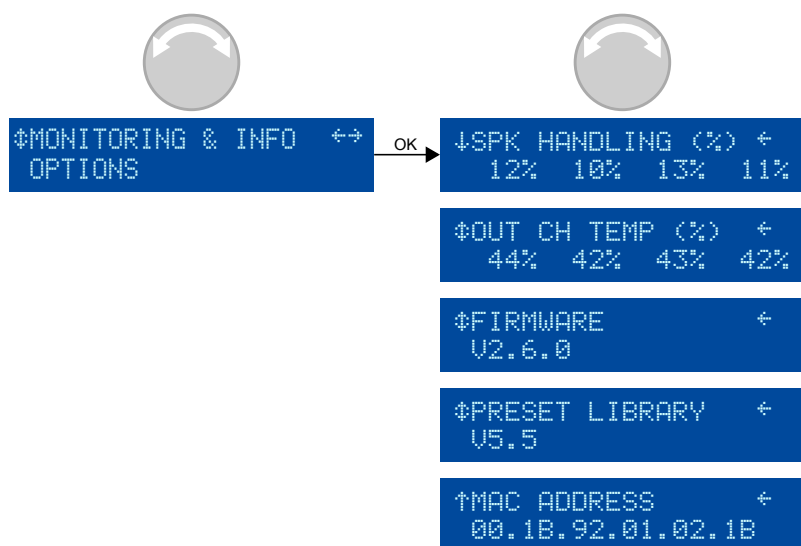 ⇕MONITORING & INFO ←→
OPTIONS
OK
↓SPK HANDLING (%) ←
12% 10% 13% 11%
⇕OUT CH TEMP (%) ←
44% 42% 43% 42%
⇕FIRMWARE ←
V2.6.0
⇕PRESET LIBRARY ←
V5.5
↑MAC ADDRESS ←
00.1B.92.01.02.1B